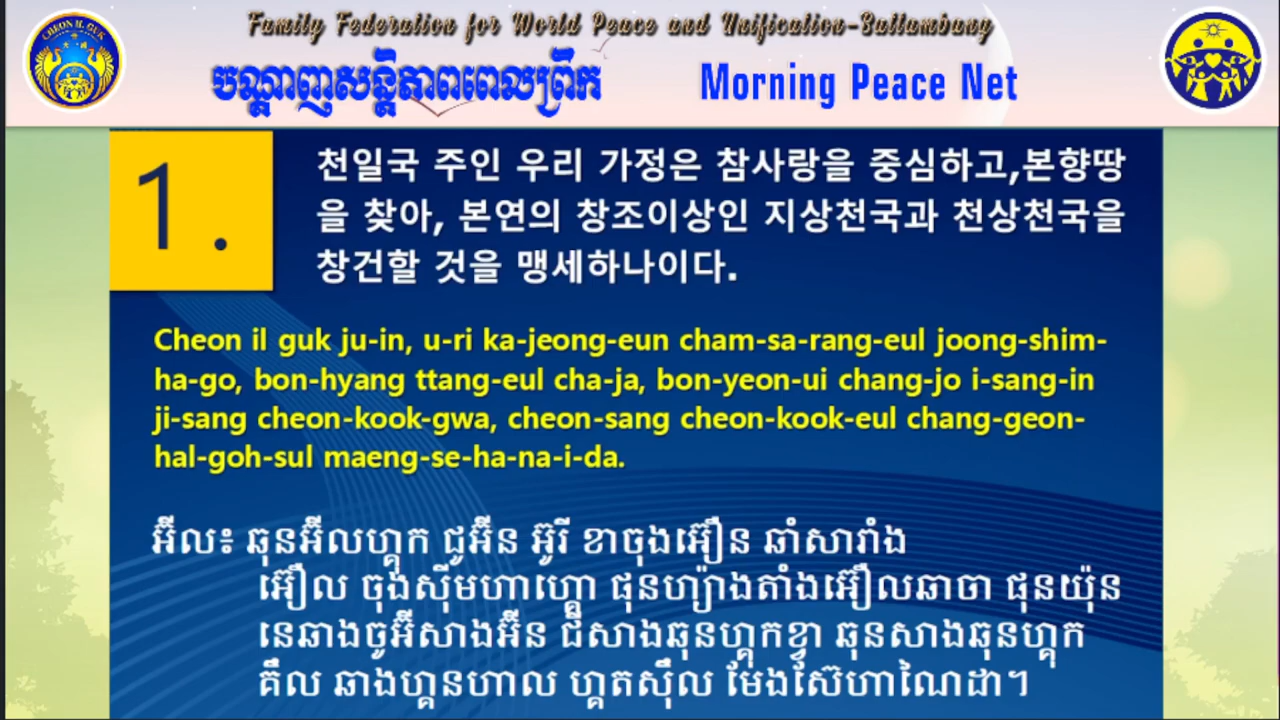 Family Federation for World Peace and Unification-Battambang
បណ្តាញសន្តិភាពពេលព្រឹក
Morning Peace Net
CHEON IL GUK
1.
천일국 주인 우리 가정은 참사랑을 중심하고,본향땅
을 찾아, 본연의 창조이상인 지상천국과 천상천국을
창건할 것을 맹세하나이다.
Cheon il guk ju-in, u-ri ka-jeong-eun cham-sa-rang-eul joong-shim-
ha-go, bon-hyang ttang-eul cha-ja, bon-yeon-ui chang-jo i-sang-in
ji-sang cheon-kook-gwa, cheon-sang cheon-kook-eul chang-geon-
hal-goh-sul maeng-se-ha-na-i-da.
អ៊ីល៖ ឆុនអ៊ីលហ្គុក ជូអ៊ីន អ៊ូរី ខាចុងអ៊ឿន ឆាំសារ៉ាំង
អ៊ឿល ចុងស៊ីមហាហ្គោ ផុនហ្យ៉ាងតាំងអ៊ឿលឆាចា ផុនយ៉ុន
នេឆាងចូអ៊ីសាងអ៊ីន ជីសាងឆុនហ្គុកខ្វា ឆុនសាងឆុនហ្គុក
គឺល ឆាងហ្គនហាល ហ្គតស៊ឺល ម៉ែងស៊ែហាណៃដា។